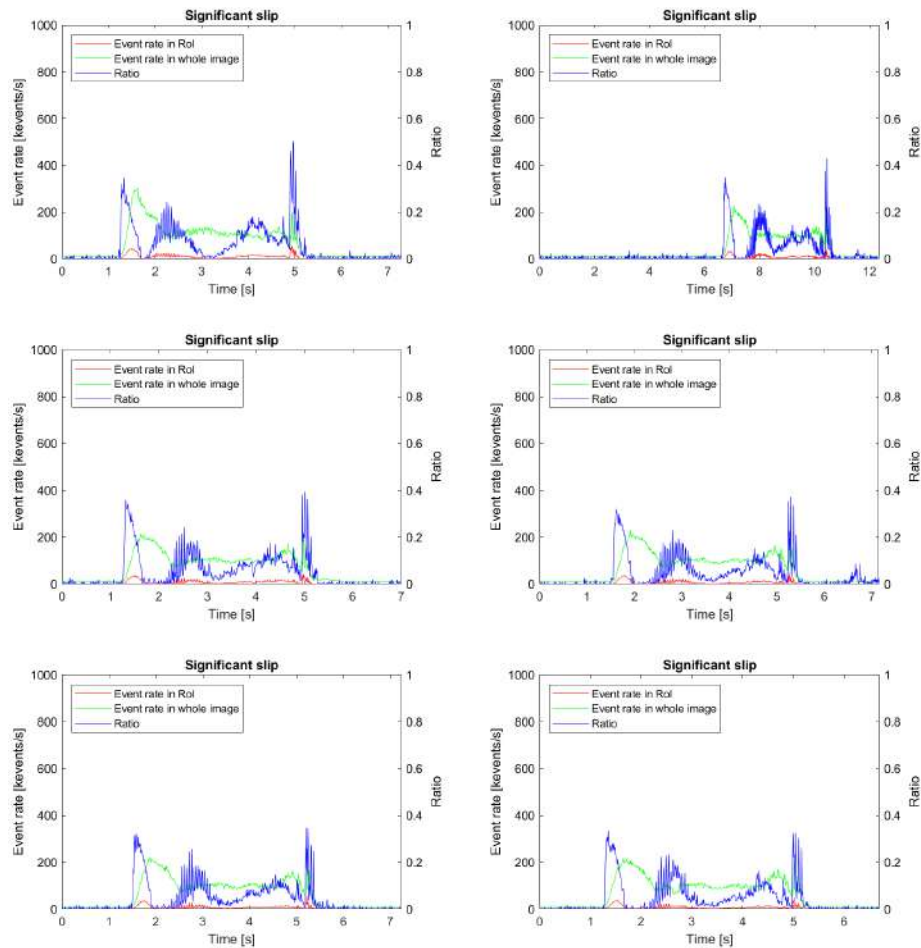 Significant slip
1000
800
600
400
200
0
Event rate [kevents/s]
1
0.8
0.6
0.4
0.2
0
Ratio
Event rate in RoI
Event rate in whole image
Ratio
0 1 2 3 4 5 6 7
Time [s]
Significant slip
1000
800
600
400
200
0
Event rate [kevents/s]
1
0.8
0.6
0.4
0.2
0
Ratio
Event rate in RoI
Event rate in whole image
Ratio
0 2 4 6 8 10 12
Time [s]
Significant slip
1000
800
600
400
200
0
Event rate [kevents/s]
1
0.8
0.6
0.4
0.2
0
Ratio
Event rate in RoI
Event rate in whole image
Ratio
0 1 2 3 4 5 6 7
Time [s]
Significant slip
1000
800
600
400
200
0
Event rate [kevents/s]
1
0.8
0.6
0.4
0.2
0
Ratio
Event rate in RoI
Event rate in whole image
Ratio
0 1 2 3 4 5 6 7
Time [s]
Significant slip
1000
800
600
400
200
0
Event rate [kevents/s]
1
0.8
0.6
0.4
0.2
0
Ratio
Event rate in RoI
Event rate in whole image
Ratio
0 1 2 3 4 5 6 7
Time [s]
Significant slip
1000
800
600
400
200
0
Event rate [kevents/s]
1
0.8
0.6
0.4
0.2
0
Ratio
Event rate in RoI
Event rate in whole image
Ratio
0 1 2 3 4 5 6
Time [s]